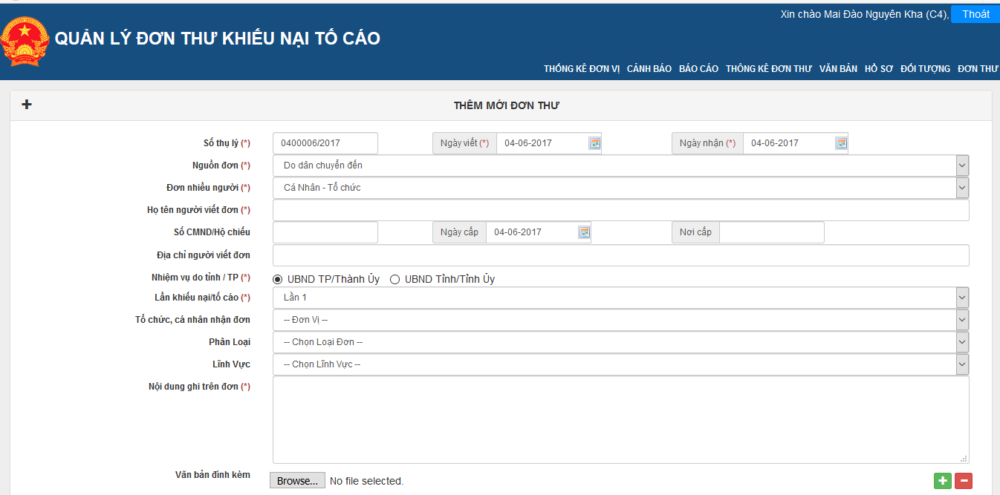 Xin chào Mai Đào Nguyên Kha (C4), Thoát
QUẢN LÝ ĐƠN THƯ KHIẾU NẠI TỐ CÁO
THỐNG KÊ ĐƠN VỊ CẢNH BÁO BÁO CÁO THỐNG KÊ ĐƠN THƯ VĂN BẢN HỒ SƠ ĐỐI TƯỢNG ĐƠN THƯ
THÊM MỚI ĐƠN THƯ
Số thụ lý (*) 0400006/2017 Ngày viết (*) 04-06-2017 Ngày nhận (*) 04-06-2017
Nguồn đơn (*) Do dân chuyển đến
Đơn nhiều người (*) Cá Nhân - Tổ chức
Họ tên người viết đơn (*)
Số CMND/Hộ chiếu Ngày cấp 04-06-2017 Nơi cấp
Địa chỉ người viết đơn
Nhiệm vụ do tỉnh / TP (*) UBND TP/Thành Ủy UBND Tỉnh/Tỉnh Ủy
Lần khiếu nại/tố cáo (*) Lần 1
Tổ chức, cá nhân nhận đơn -- Đơn Vị --
Phân Loại -- Chọn Loại Đơn --
Lĩnh Vực -- Chọn Lĩnh Vực --
Nội dung ghi trên đơn (*)
Văn bản đính kèm Browse... No file selected.